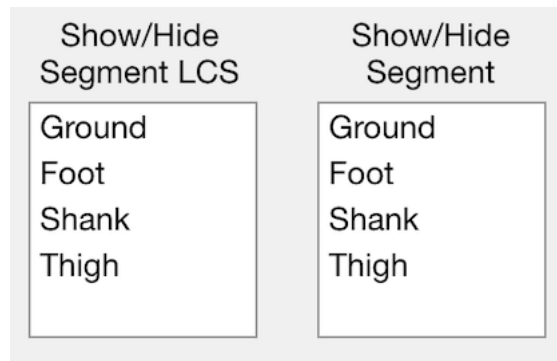 Show/Hide
Segment LCS
Ground
Foot
Shank
Thigh
Show/Hide
Segment
Ground
Foot
Shank
Thigh